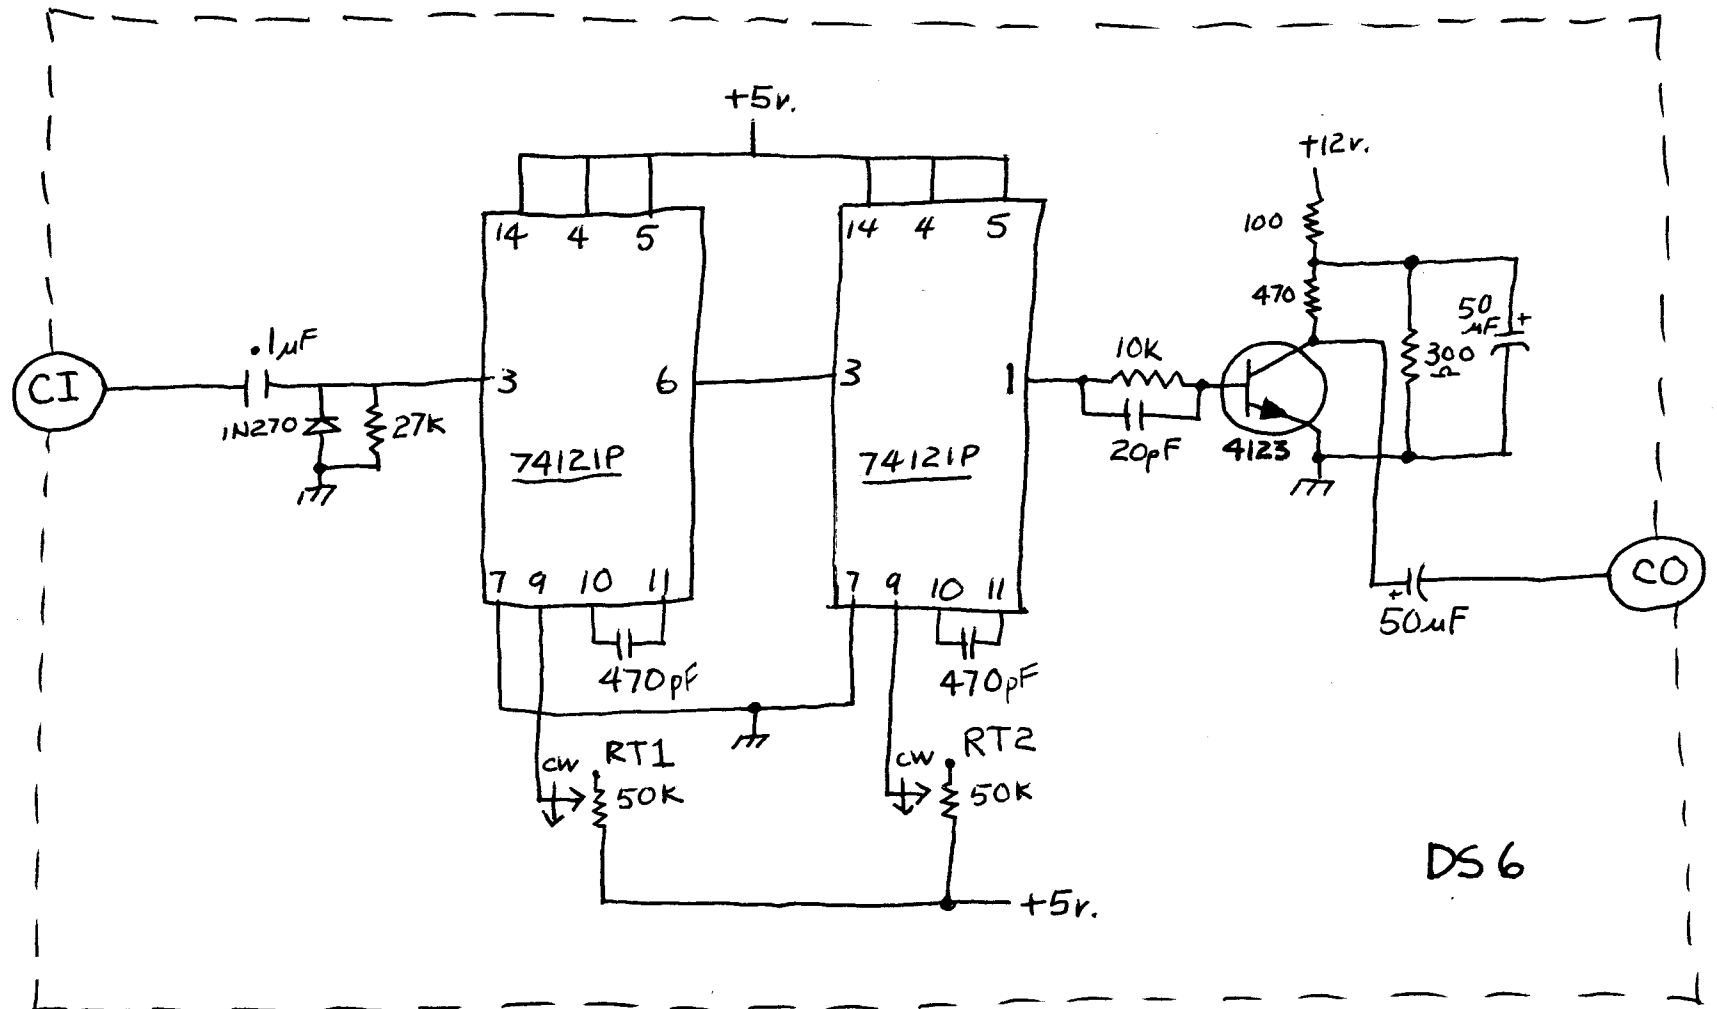 +5v.
+12v.
14 4 5
14 4 5
100
470
50
µF
+
300
Ω
.1µF
10K
CI
3
6
3
1
1N270
27K
20pF
4123
74121P
74121P
7 9 10 11
7 9 10 11
CO
+
50µF
470pF
470pF
RT1
CW
50K
RT2
CW
50K
DS6
+5v.